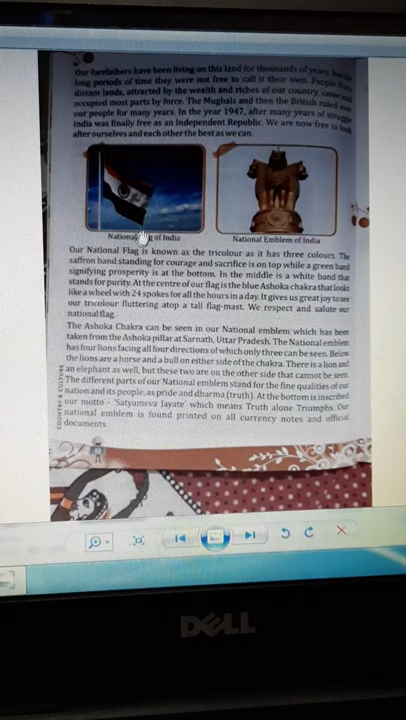 Our forefathers have been living on this land for thousands of years, but for
long periods of time they were not free to call it their own. People from
distant lands, attracted by the wealth and riches of our country, came and
occupied most parts by force. The Mughals and then the British ruled over
our people for many years. In the year 1947, after many years of struggle
India was finally free as an Independent Republic. We are now free to look
after ourselves and each other the best as we can.
National of India
National Emblem of India
Our National Flag is known as the tricolour as it has three colours. The
saffron band standing for courage and sacrifice is on top while a green band
signifying prosperity is at the bottom. In the middle is a white band that
stands for purity. At the centre of our flag is the blue Ashoka chakra that looks
like a wheel with 24 spokes for all the hours in a day. It gives us great joy to see
our tricolour fluttering atop a tall flag-mast. We respect and salute our
national flag.
The Ashoka Chakra can be seen in our National emblem which has been
taken from the Ashoka pillar at Sarnath, Uttar Pradesh. The National emblem
has four lions facing all four directions of which only three can be seen. Below
the lions are a horse and a bull on either side of the chakra. There is a lion and
an elephant as well, but these two are on the other side that cannot be seen.
The different parts of our National emblem stand for the fine qualities of our
nation and its people, as pride and dharma (truth). At the bottom is inscribed
our motto - 'Satyameva Jayate' which means Truth alone Triumphs. Our
national emblem is found printed on all currency notes and official
documents.
COUNTRY & CULTURE
DELL